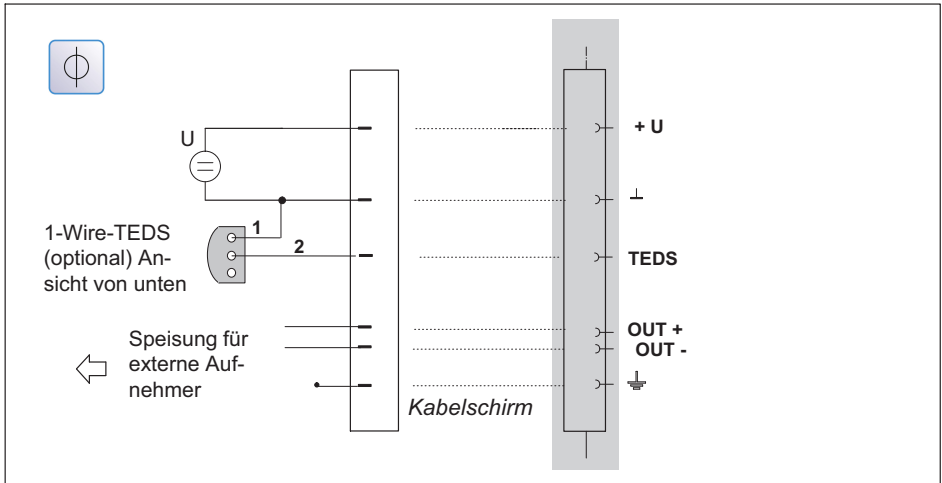 U
+ U
⊥
1-Wire-TEDS
(optional) An-
sicht von unten
1
2
TEDS
Speisung für
externe Auf-
nehmer
OUT +
OUT -
Kabelschirm